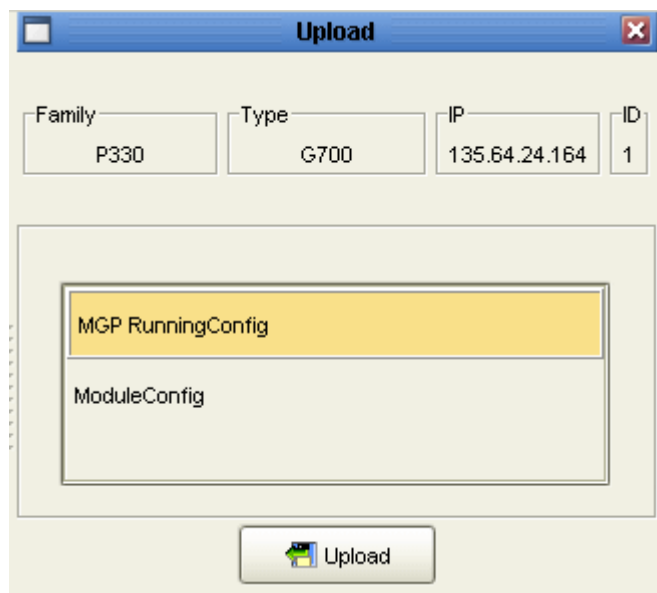 Upload
Family Type IP ID
P330 G700 135.64.24.164 1
MGP RunningConfig
ModuleConfig
Upload